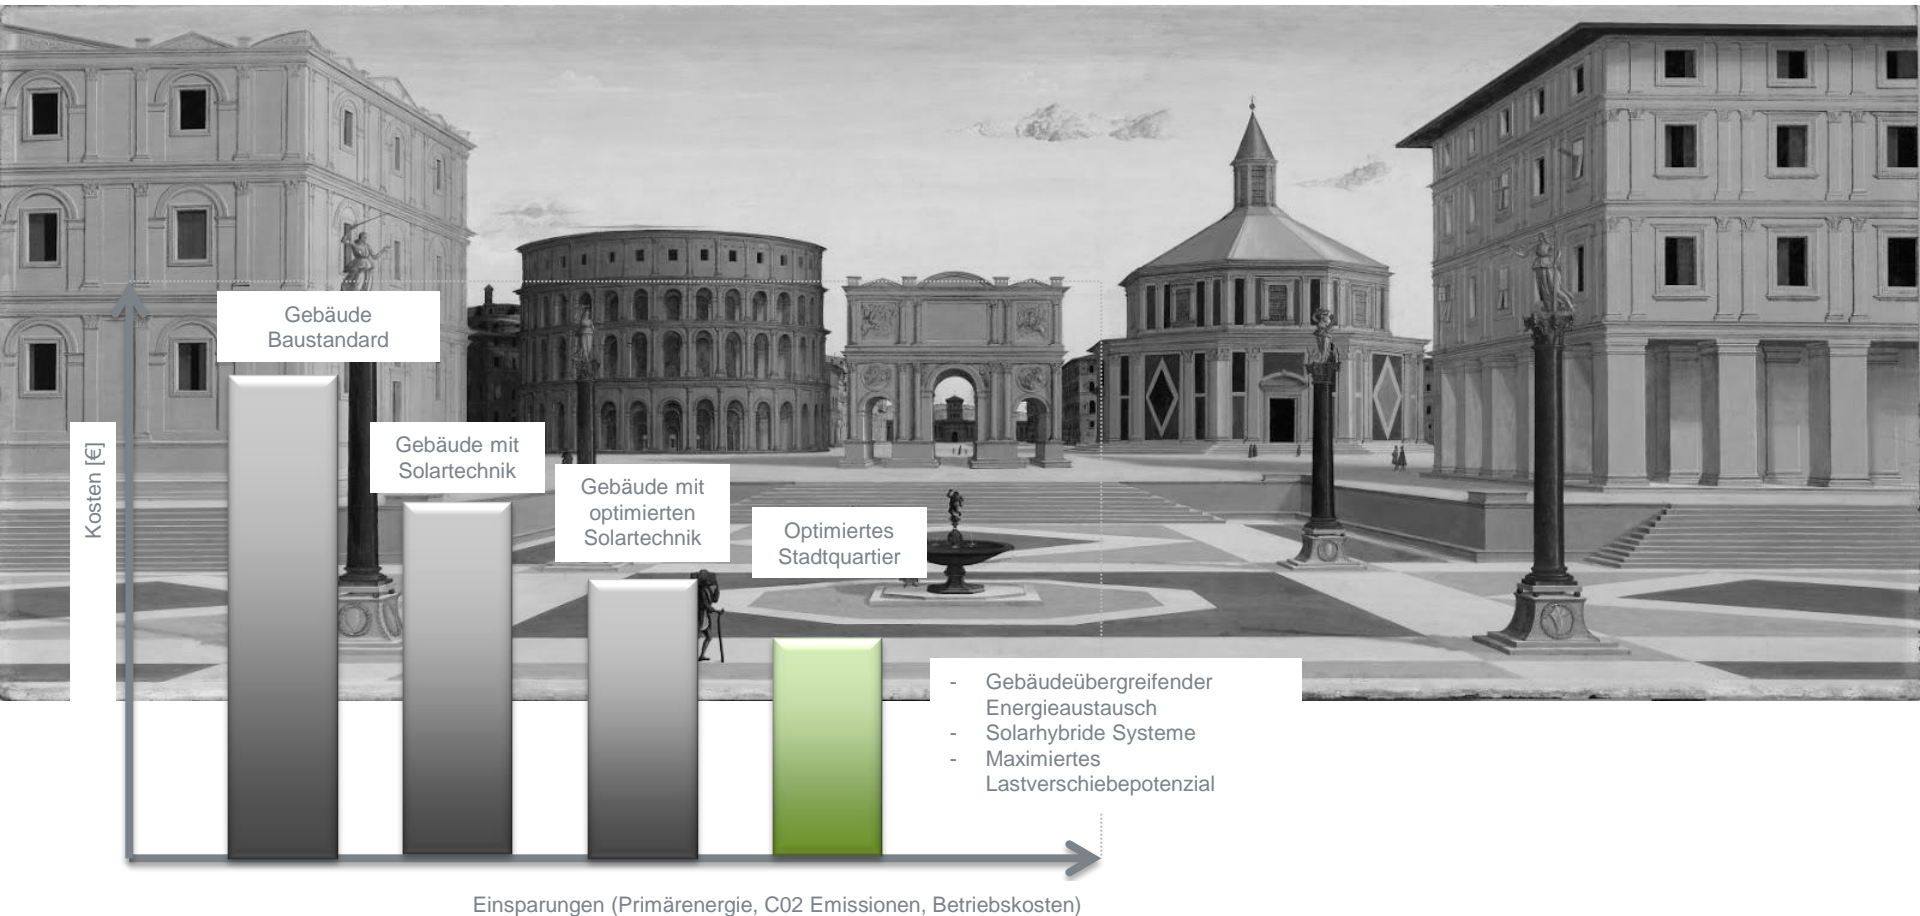 Gebäude
Baustandard
Kosten [€]
Gebäude mit
Solartechnik
Gebäude mit
optimierten
Solartechnik
Optimiertes
Stadtquartier
- Gebäudeübergreifender
Energieaustausch
- Solarhybride Systeme
- Maximiertes
Lastverschiebepotenzial
Einsparungen (Primärenergie, C02 Emissionen, Betriebskosten)